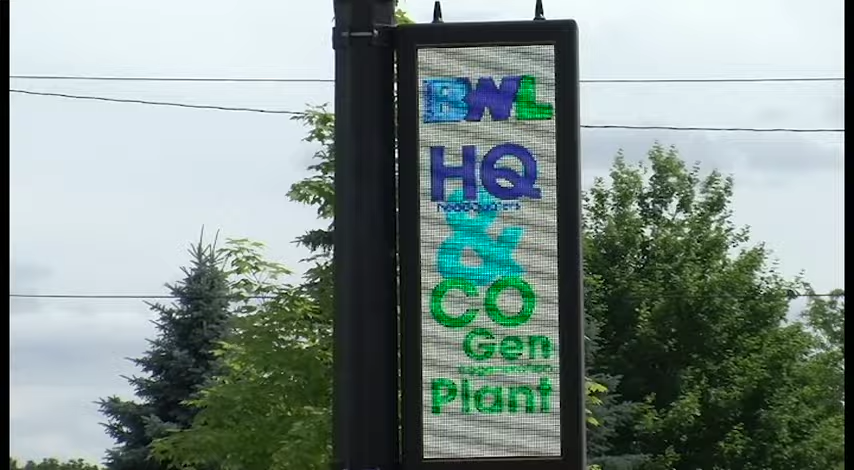 BWL
HQ
headquarters
&
CO
Gen
Plant